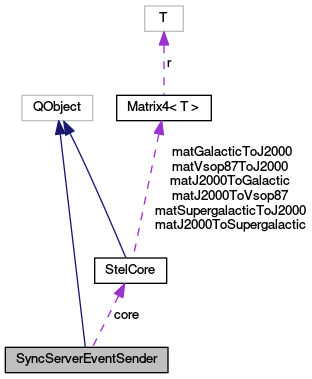 T
r
QObject
Matrix4< T >
matGalacticToJ2000
matVsop87ToJ2000
matJ2000ToGalactic
matJ2000ToVsop87
matSupergalacticToJ2000
matJ2000ToSupergalactic
StelCore
core
SyncServerEventSender